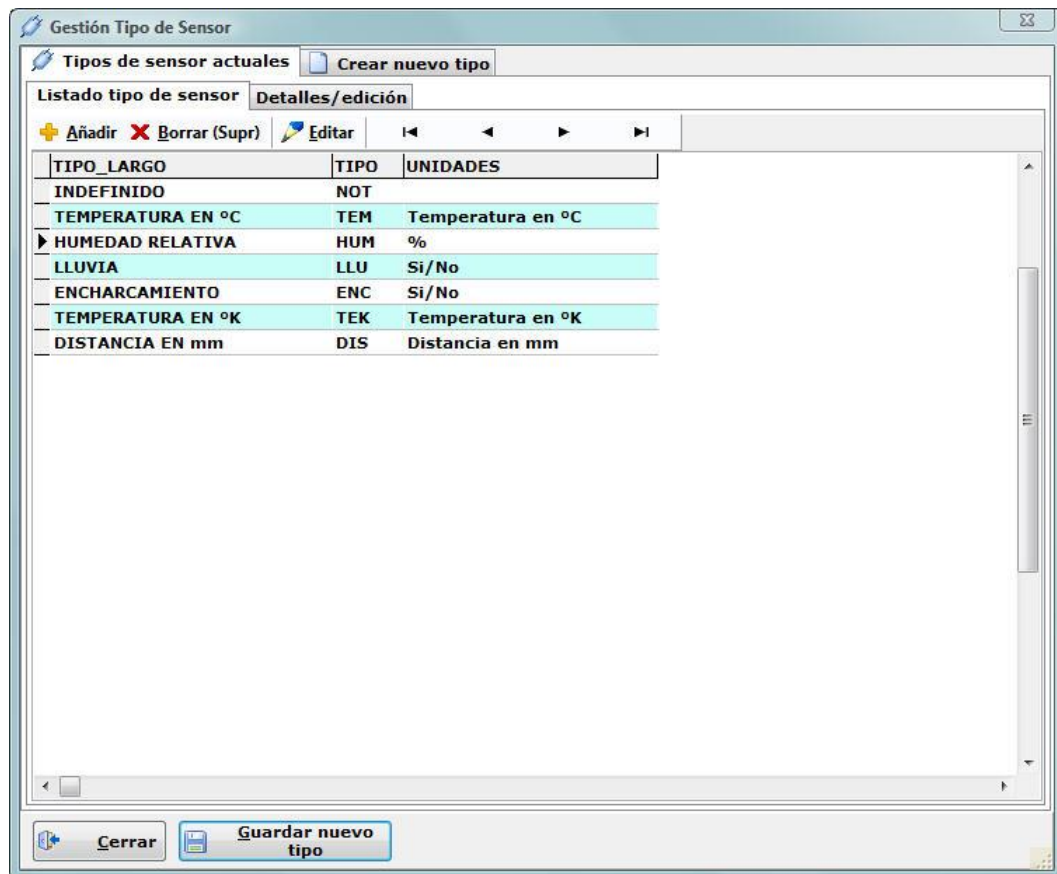 Gestión Tipo de Sensor
Tipos de sensor actuales Crear nuevo tipo
Listado tipo de sensor Detalles/edición
Añadir Borrar (Supr) Editar
TIPO_LARGO TIPO UNIDADES
INDEFINIDO NOT
TEMPERATURA EN ºC TEM Temperatura en ºC
HUMEDAD RELATIVA HUM %
LLUVIA LLU Si/No
ENCHARCAMIENTO ENC Si/No
TEMPERATURA EN ºK TEK Temperatura en ºK
DISTANCIA EN mm DIS Distancia en mm
Cerrar Guardar nuevo
tipo